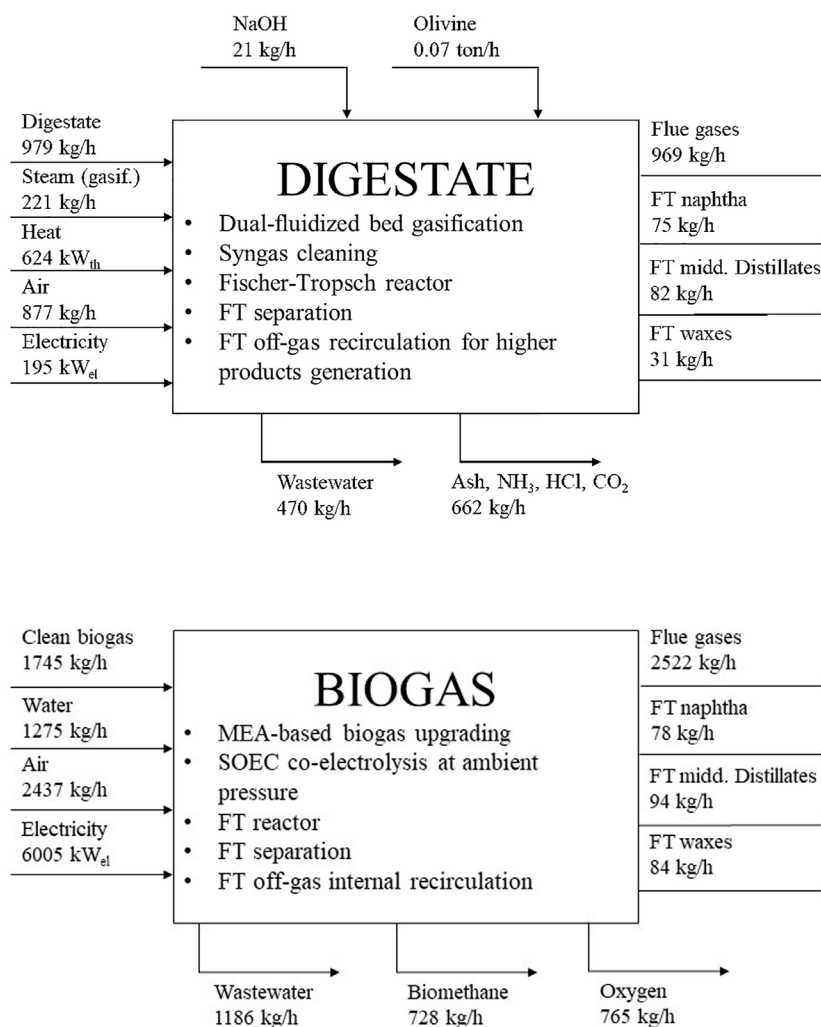 NaOH
21 kg/h
Olivine
0.07 ton/h
Digestate
979 kg/h
Steam (gasif.)
221 kg/h
Heat
624 kWth
Air
877 kg/h
Electricity
195 kWel
DIGESTATE
• Dual-fluidized bed gasification
• Syngas cleaning
• Fischer-Tropsch reactor
• FT separation
• FT off-gas recirculation for higher
products generation
Flue gases
969 kg/h
FT naphtha
75 kg/h
FT midd. Distillates
82 kg/h
FT waxes
31 kg/h
Wastewater
470 kg/h
Ash, NH3, HCl, CO2
662 kg/h
Clean biogas
1745 kg/h
Water
1275 kg/h
Air
2437 kg/h
Electricity
6005 kWel
BIOGAS
• MEA-based biogas upgrading
• SOEC co-electrolysis at ambient
pressure
• FT reactor
• FT separation
• FT off-gas internal recirculation
Flue gases
2522 kg/h
FT naphtha
78 kg/h
FT midd. Distillates
94 kg/h
FT waxes
84 kg/h
Wastewater
1186 kg/h
Biomethane
728 kg/h
Oxygen
765 kg/h